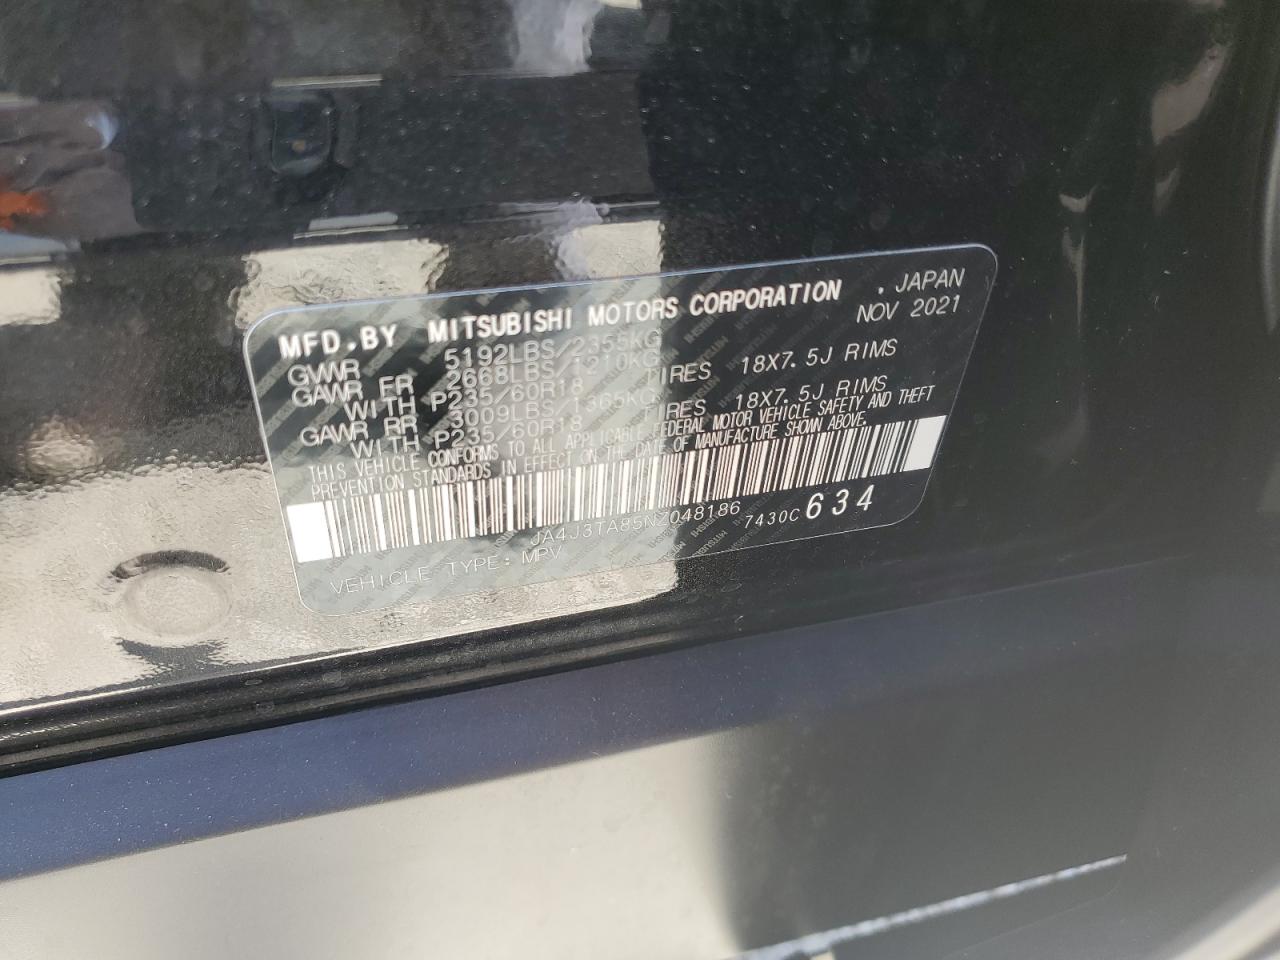 MFD.BY MITSUBISHI MOTORS CORPORATION . JAPAN
NOV 2021
GVWR 5192LBS/2355KG
GAWR FR 2668LBS/1210KG
WITH P235/60R18 TIRES 18X7.5J RIMS
GAWR RR 3009LBS/1365KG
WITH P235/60R18 TIRES 18X7.5J RIMS
THIS VEHICLE CONFORMS TO ALL APPLICABLE FEDERAL MOTOR VEHICLE SAFETY AND THEFT
PREVENTION STANDARDS IN EFFECT ON THE DATE OF MANUFACTURE SHOWN ABOVE.
JA4J3TA85NZ048186 7430C 634
VEHICLE TYPE: MPV